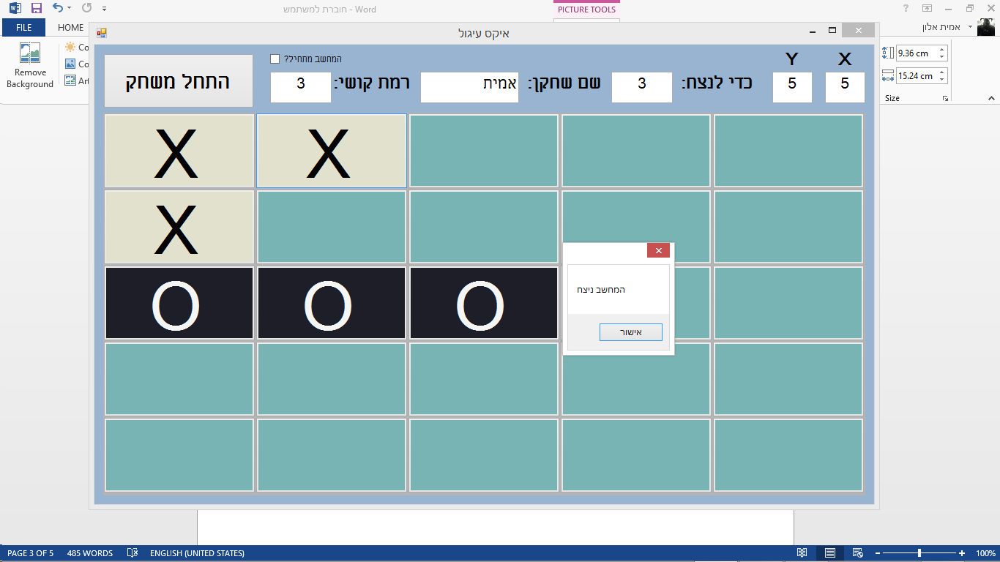 חוברת למשתמש - Word
PICTURE TOOLS
FILE
HOME
אמית אלון
איקס עיגול
Remove
Background
Co
Co
Art
9.36 cm
15.24 cm
Size
התחל משחק
המחשב מתחיל?
רמת קושי:
3
שם שחקן:
אמית
כדי לנצח:
3
Y
X
5
5
X
X
X
O
O
O
המחשב ניצח
אישור
PAGE 3 OF 5
485 WORDS
ENGLISH (UNITED STATES)
100%